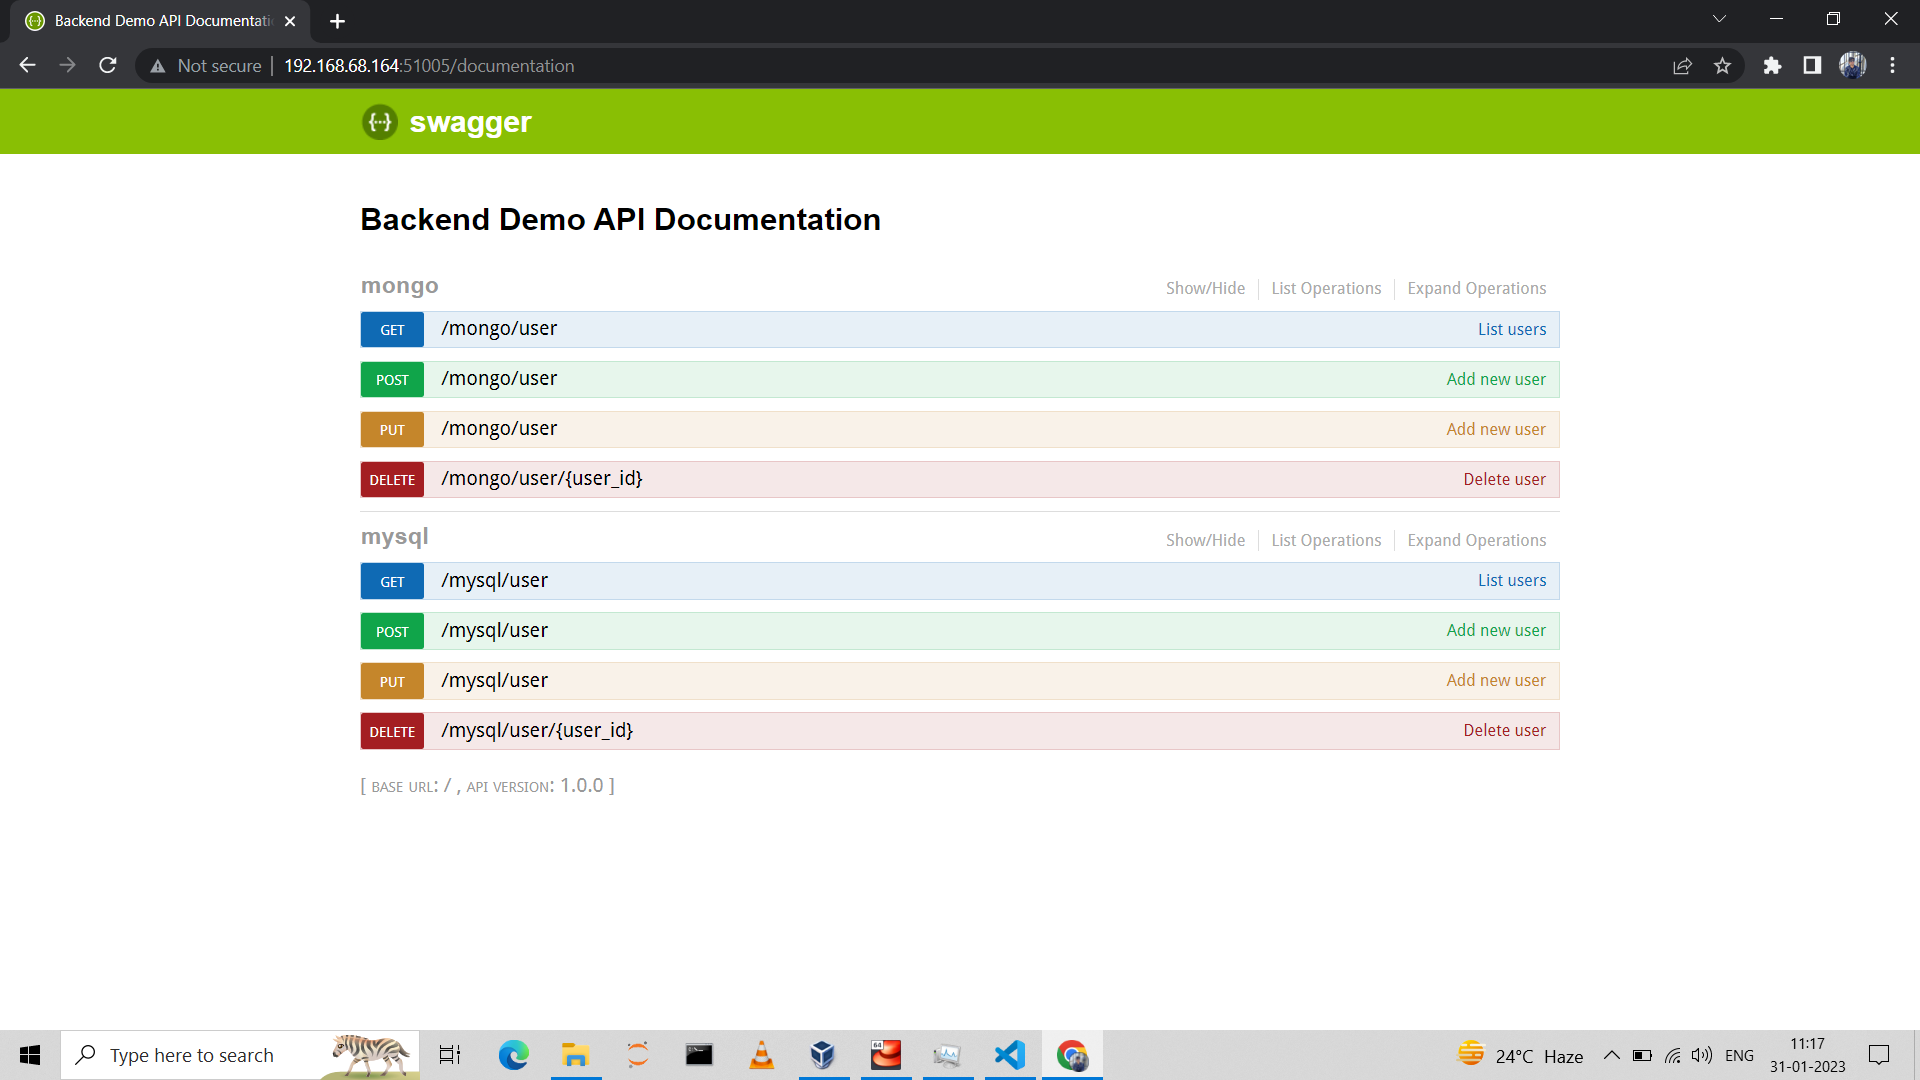 Backend Demo API Documentati
Not secure | 192.168.68.164:51005/documentation
{···} swagger
Backend Demo API Documentation
mongo Show/Hide List Operations Expand Operations
GET /mongo/user List users
POST /mongo/user Add new user
PUT /mongo/user Add new user
DELETE /mongo/user/{user_id} Delete user
mysql Show/Hide List Operations Expand Operations
GET /mysql/user List users
POST /mysql/user Add new user
PUT /mysql/user Add new user
DELETE /mysql/user/{user_id} Delete user
[ BASE URL: / , API VERSION: 1.0.0 ]
Type here to search 64 24°C Haze ENG 11:17
31-01-2023